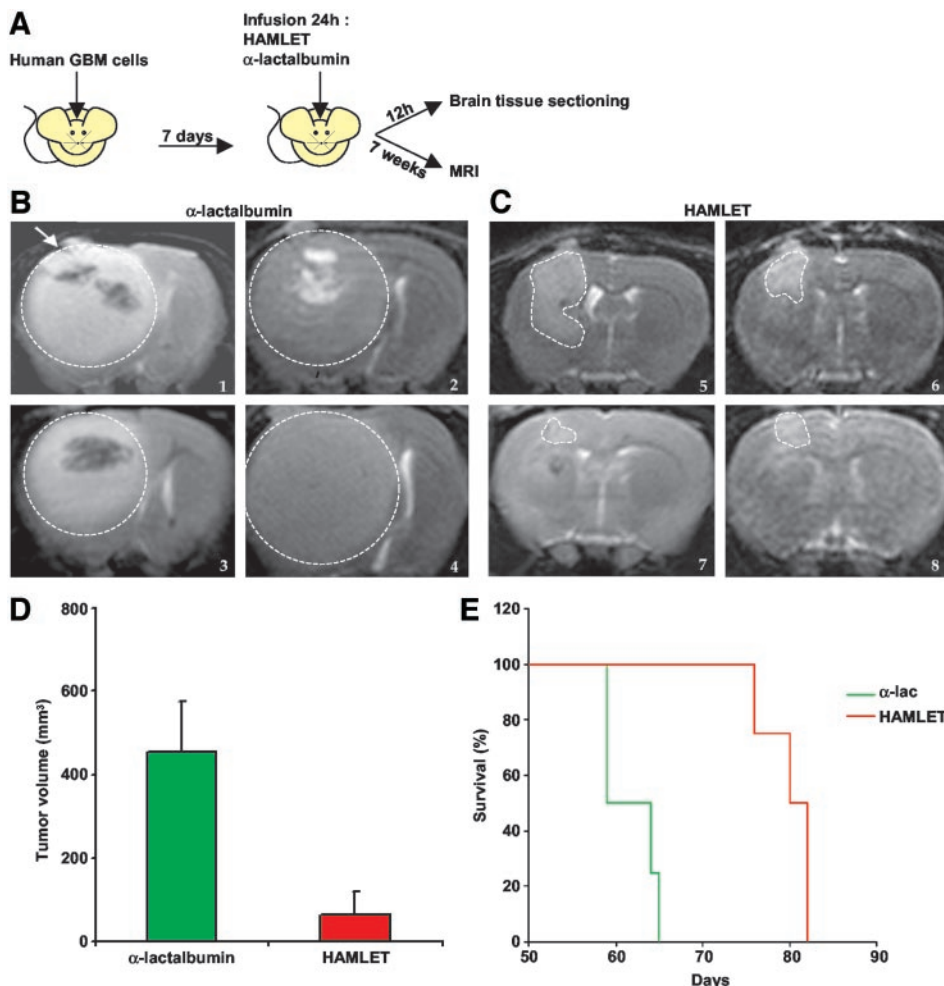 A
Human GBM cells
7 days
Infusion 24h :
HAMLET
α-lactalbumin
12h
Brain tissue sectioning
7 weeks
MRI
B
α-lactalbumin
1
2
3
4
C
HAMLET
5
6
7
8
D
Tumor volume (mm³)
800
600
400
200
0
α-lactalbumin
HAMLET
E
Survival (%)
120
100
80
60
40
20
0
50
60
70
80
90
Days
α-lac
HAMLET